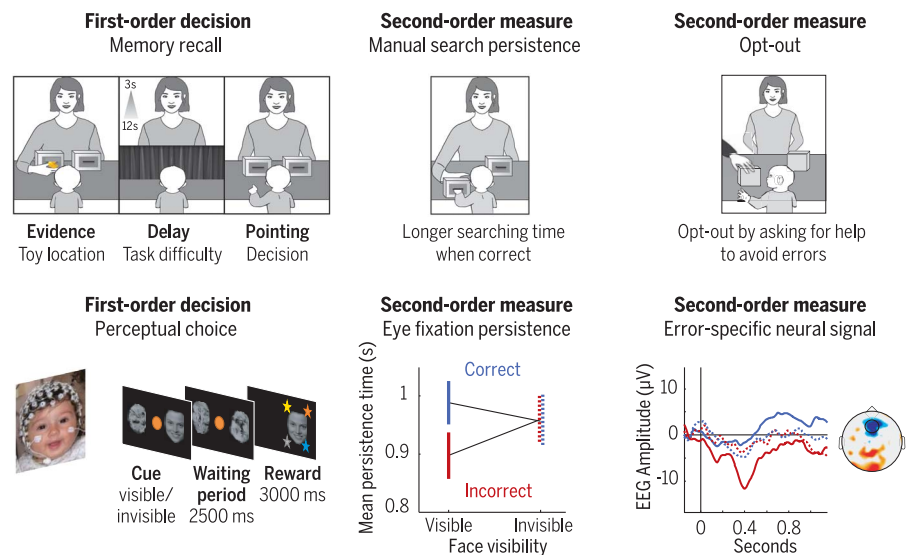 First-order decision
Memory recall
3s
12s
Evidence
Toy location
Delay
Task difficulty
Pointing
Decision
Second-order measure
Manual search persistence
Longer searching time
when correct
Second-order measure
Opt-out
Opt-out by asking for help
to avoid errors
First-order decision
Perceptual choice
Cue
visible/
invisible
Waiting
period
2500 ms
Reward
3000 ms
Second-order measure
Eye fixation persistence
Mean persistence time (s)
1
0.9
0.8
Correct
Incorrect
Visible
Invisible
Face visibility
Second-order measure
Error-specific neural signal
EEG Amplitude (µV)
10
0
-10
0
0.4
0.8
Seconds